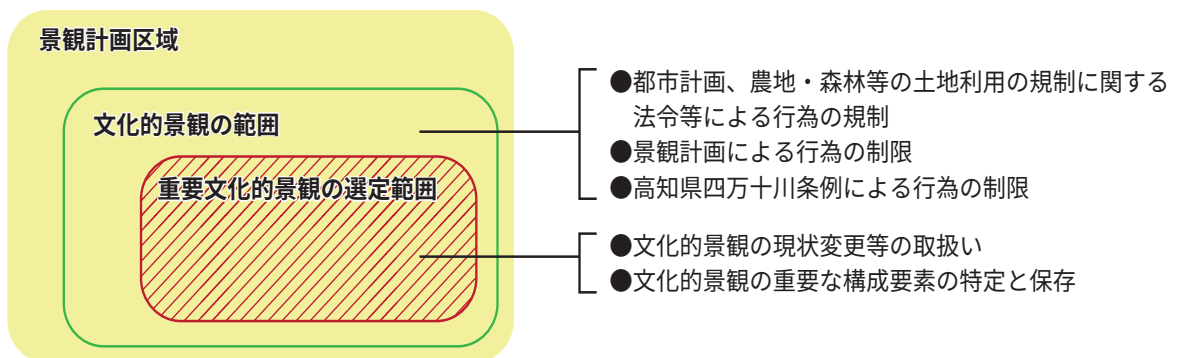 景観計画区域
文化的景観の範囲
重要文化的景観の選定範囲
●都市計画、農地・森林等の土地利用の規制に関する
法令等による行為の規制
●景観計画による行為の制限
●高知県四万十川条例による行為の制限
●文化的景観の現状変更等の取扱い
●文化的景観の重要な構成要素の特定と保存